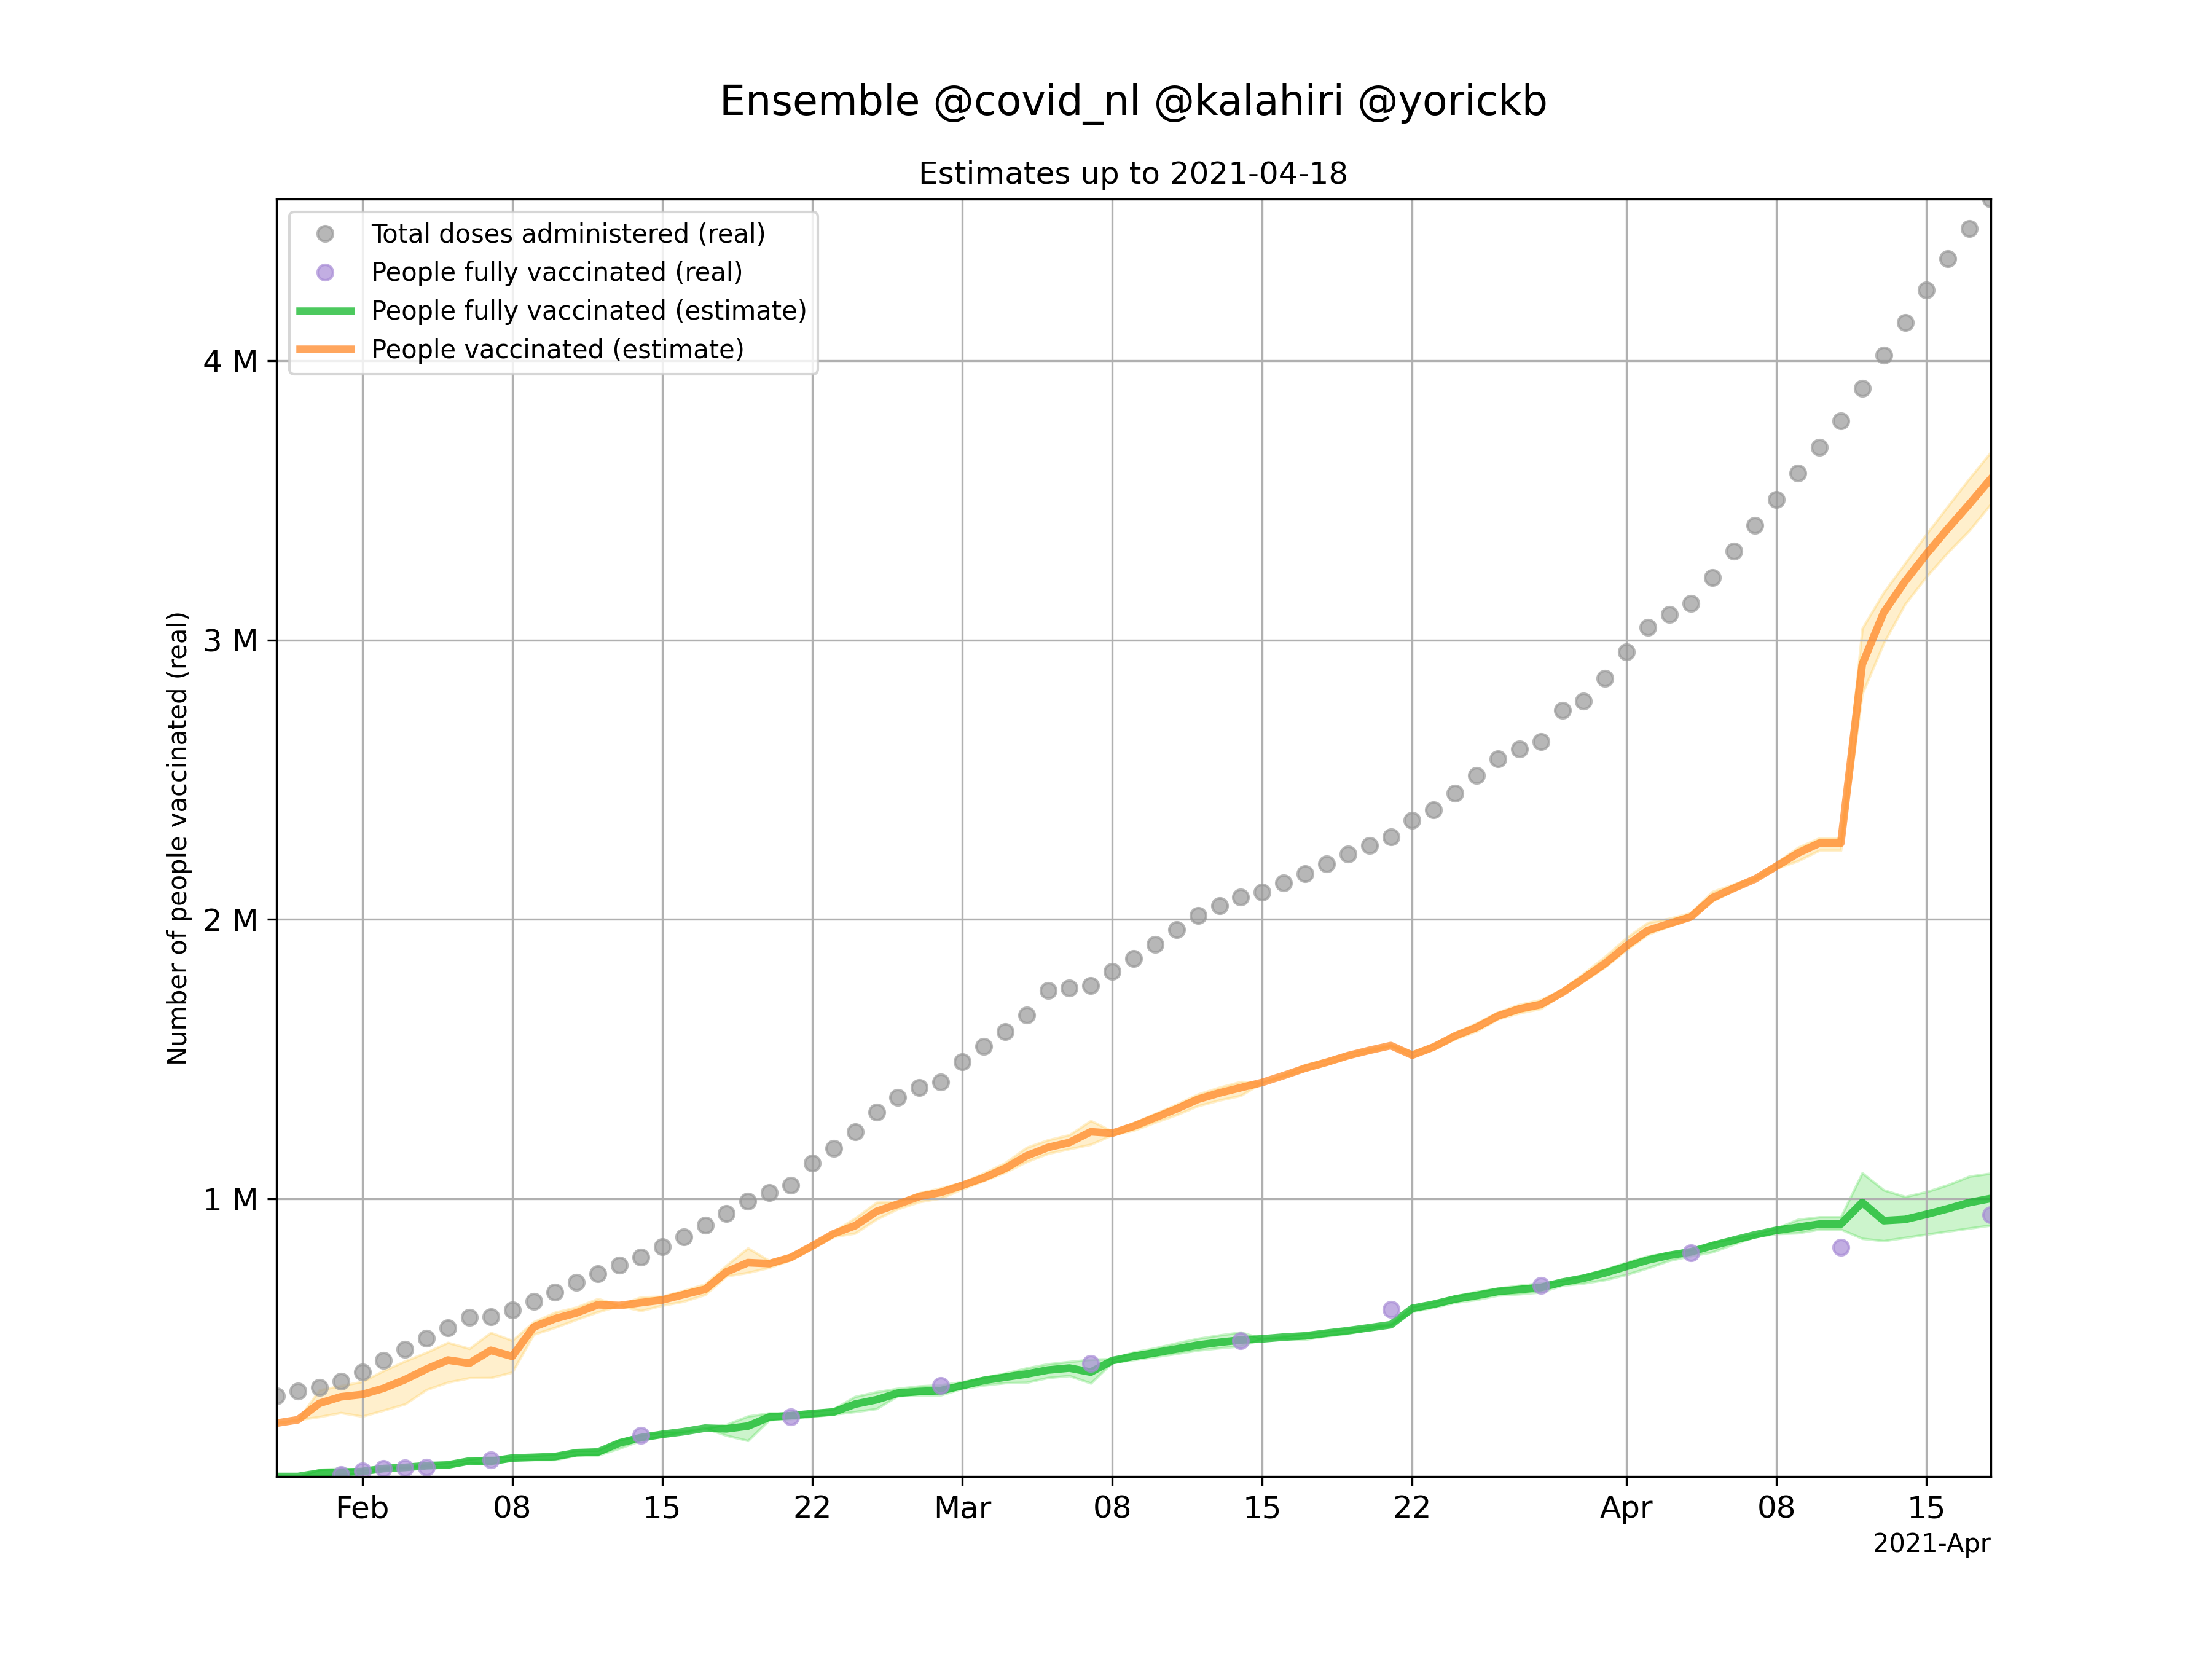 Ensemble @covid_nl @kalahiri @yorickb
Estimates up to 2021-04-18
Total doses administered (real)
People fully vaccinated (real)
People fully vaccinated (estimate)
People vaccinated (estimate)
Number of people vaccinated (real)
4 M
3 M
2 M
1 M
Feb 08 15 22 Mar 08 15 22 Apr 08 15
2021-Apr